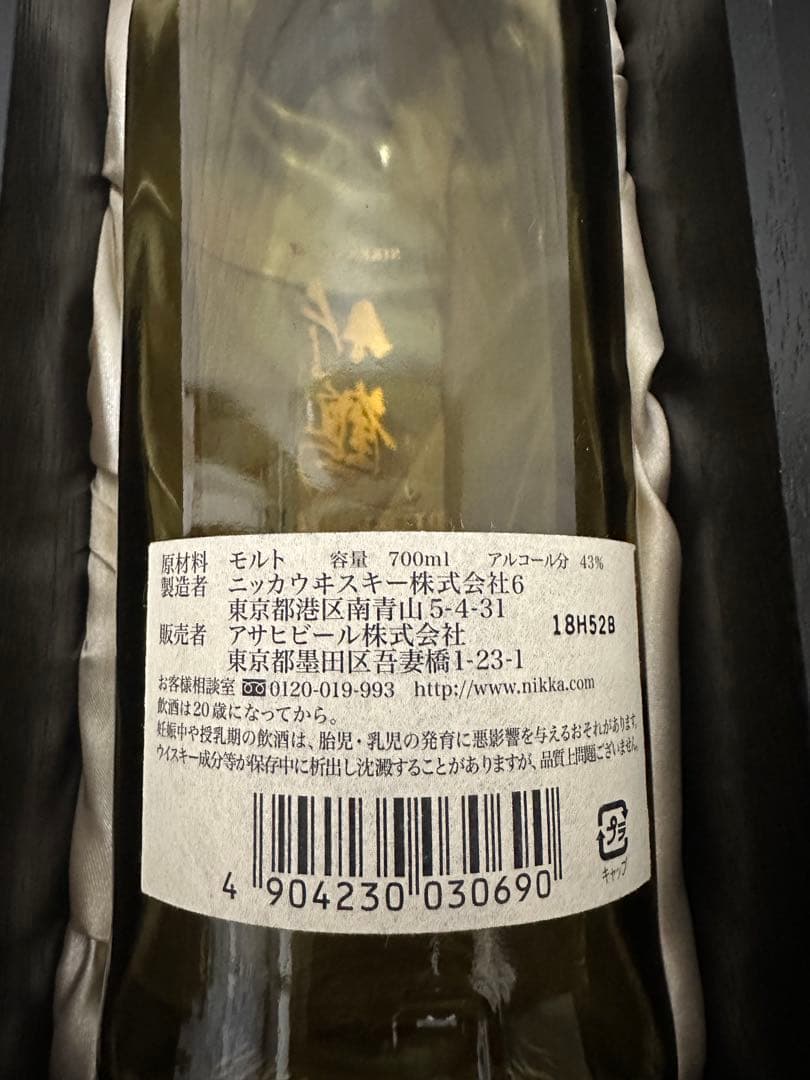 竹
鶴
原材料 モルト 容量 700ml アルコール分 43%
製造者 ニッカウヰスキー株式会社6
東京都港区南青山5-4-31
販売者 アサヒビール株式会社
東京都墨田区吾妻橋1-23-1
18H52B
お客様相談室 0120-019-993 http://www.nikka.com
飲酒は20歳になってから。
妊娠中や授乳期の飲酒は、胎児・乳児の発育に悪影響を与えるおそれがあります。
ウイスキー成分等が保存中に析出し沈澱することがありますが、品質上問題ございません。
4 904230 030690
プラ
キャップ